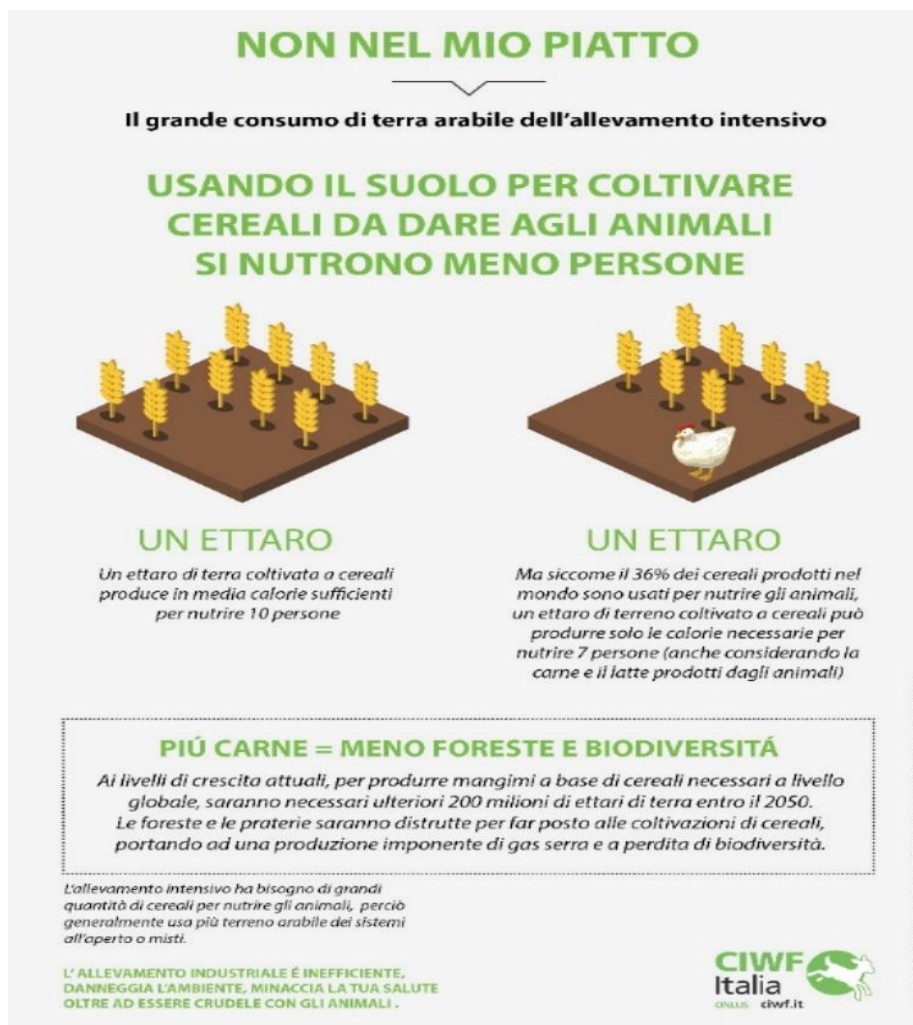 NON NEL MIO PIATTO
Il grande consumo di terra arabile dell'allevamento intensivo
USANDO IL SUOLO PER COLTIVARE
CEREALI DA DARE AGLI ANIMALI
SI NUTRONO MENO PERSONE
UN ETTARO
Un ettaro di terra coltivata a cereali
produce in media calorie sufficienti
per nutrire 10 persone
UN ETTARO
Ma siccome il 36% dei cereali prodotti nel
mondo sono usati per nutrire gli animali,
un ettaro di terreno coltivato a cereali può
produrre solo le calorie necessarie per
nutrire 7 persone (anche considerando la
carne e il latte prodotti dagli animali)
PIÚ CARNE = MENO FORESTE E BIODIVERSITÁ
Ai livelli di crescita attuali, per produrre mangimi a base di cereali necessari a livello
globale, saranno necessari ulteriori 200 milioni di ettari di terra entro il 2050.
Le foreste e le praterie saranno distrutte per far posto alle coltivazioni di cereali,
portando ad una produzione imponente di gas serra e a perdita di biodiversità.
L'allevamento intensivo ha bisogno di grandi
quantità di cereali per nutrire gli animali, perciò
generalmente usa più terreno arabile dei sistemi
all'aperto o misti.
L' ALLEVAMENTO INDUSTRIALE É INEFFICIENTE,
DANNEGGIA L'AMBIENTE, MINACCIA LA TUA SALUTE
OLTRE AD ESSERE CRUDELE CON GLI ANIMALI .
CIWF
Italia
ONLUS ciwf.it